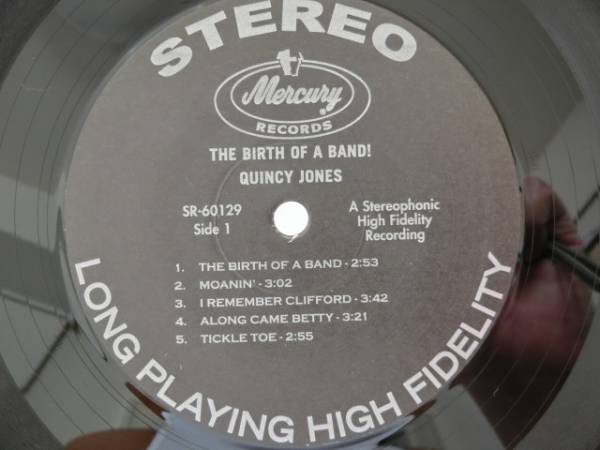 STEREO
Mercury
RECORDS
THE BIRTH OF A BAND!
QUINCY JONES
SR-60129
Side 1
A Stereophonic
High Fidelity
Recording
1. THE BIRTH OF A BAND - 2:53
2. MOANIN' - 3:02
3. I REMEMBER CLIFFORD - 3:42
4. ALONG CAME BETTY - 3:21
5. TICKLE TOE - 2:55
LONG PLAYING HIGH FIDELITY